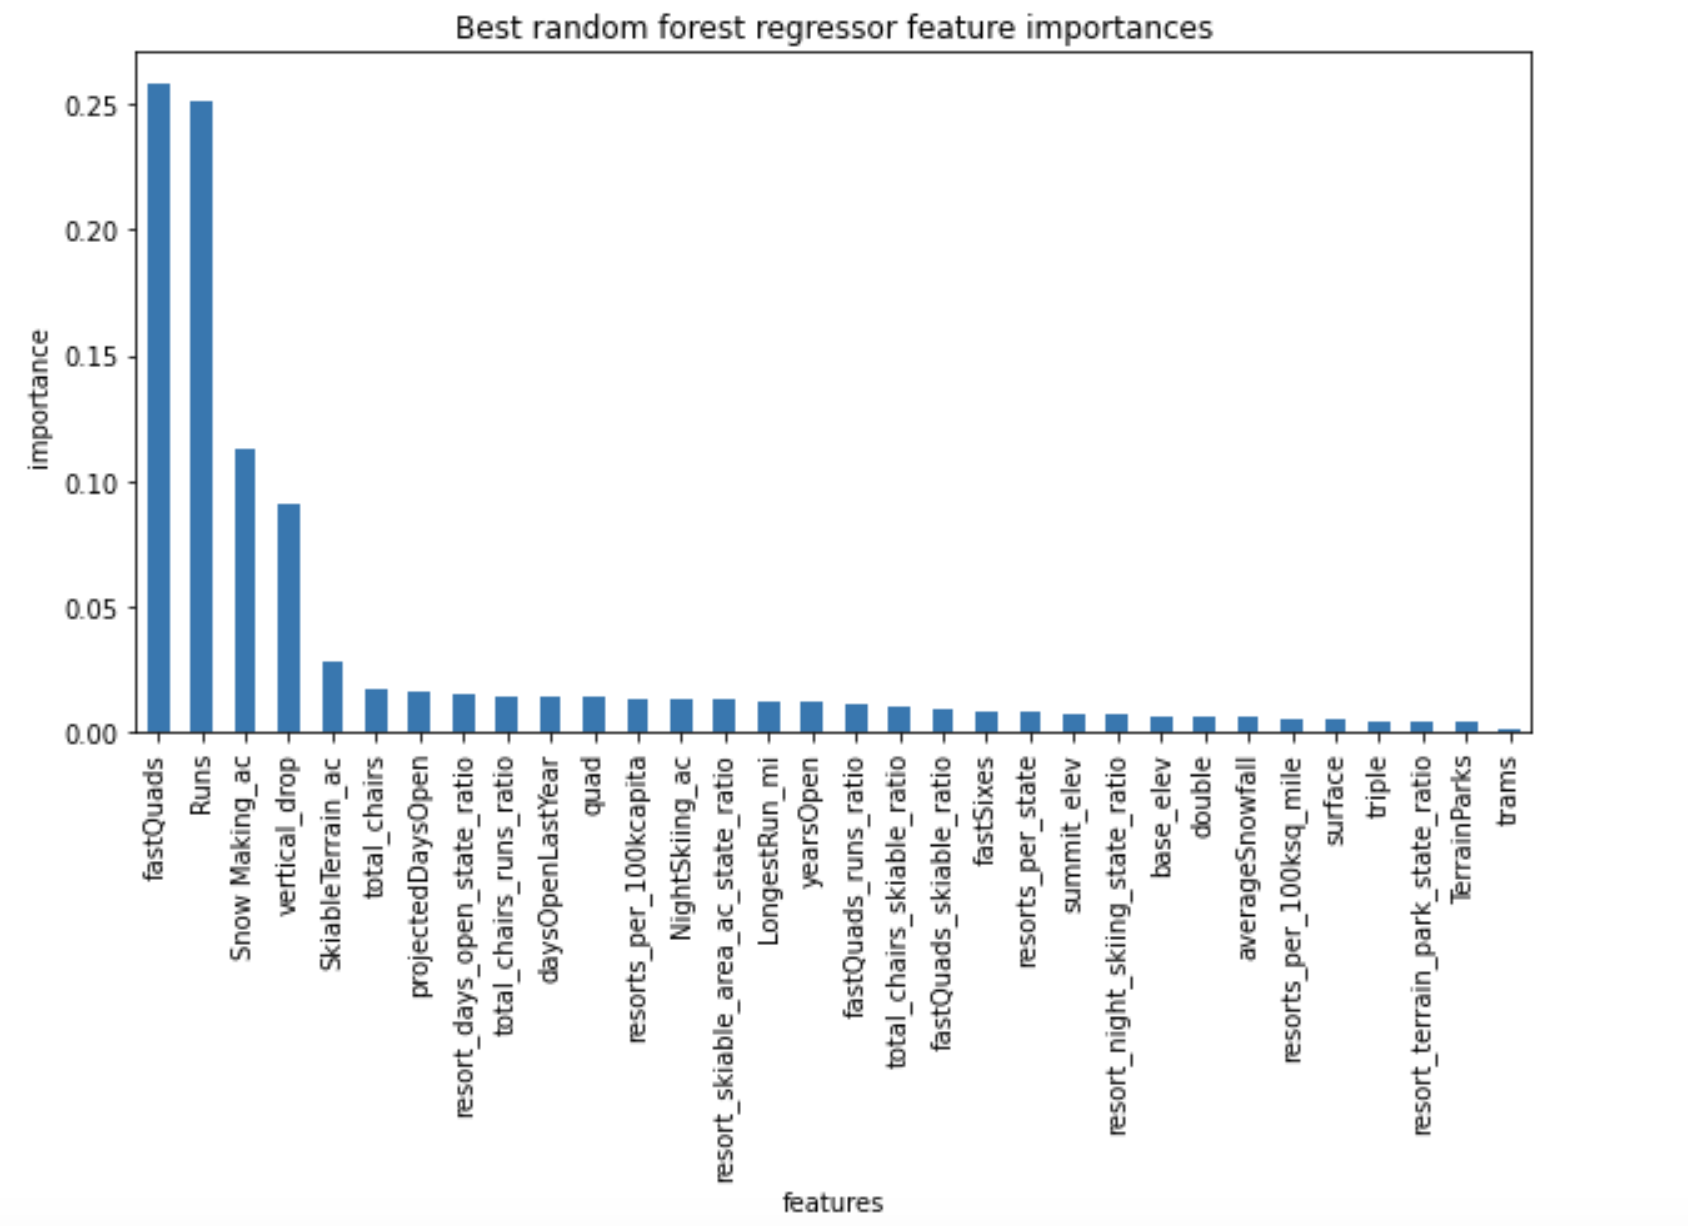 Best random forest regressor feature importances
importance
0.25
0.20
0.15
0.10
0.05
0.00
fastQuads
Runs
Snow Making_ac
vertical_drop
SkiableTerrain_ac
total_chairs
projectedDaysOpen
resort_days_open_state_ratio
total_chairs_runs_ratio
daysOpenLastYear
quad
resorts_per_100kcapita
NightSkiing_ac
resort_skiable_area_ac_state_ratio
LongestRun_mi
yearsOpen
fastQuads_runs_ratio
total_chairs_skiable_ratio
fastQuads_skiable_ratio
fastSixes
resorts_per_state
summit_elev
resort_night_skiing_state_ratio
base_elev
double
averageSnowfall
resorts_per_100ksq_mile
surface
triple
resort_terrain_park_state_ratio
TerrainParks
trams
features